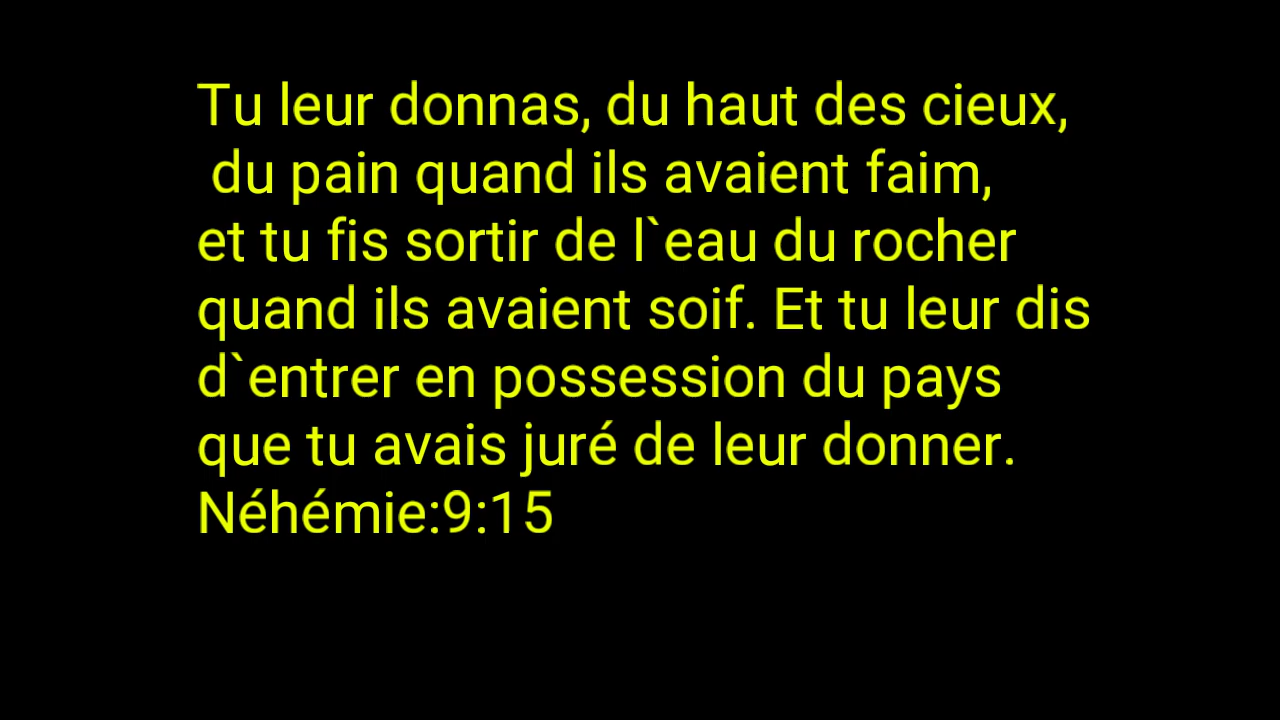 Tu leur donnas, du haut des cieux,
du pain quand ils avaient faim,
et tu fis sortir de l`eau du rocher
quand ils avaient soif. Et tu leur dis
d`entrer en possession du pays
que tu avais juré de leur donner.
Néhémie:9:15